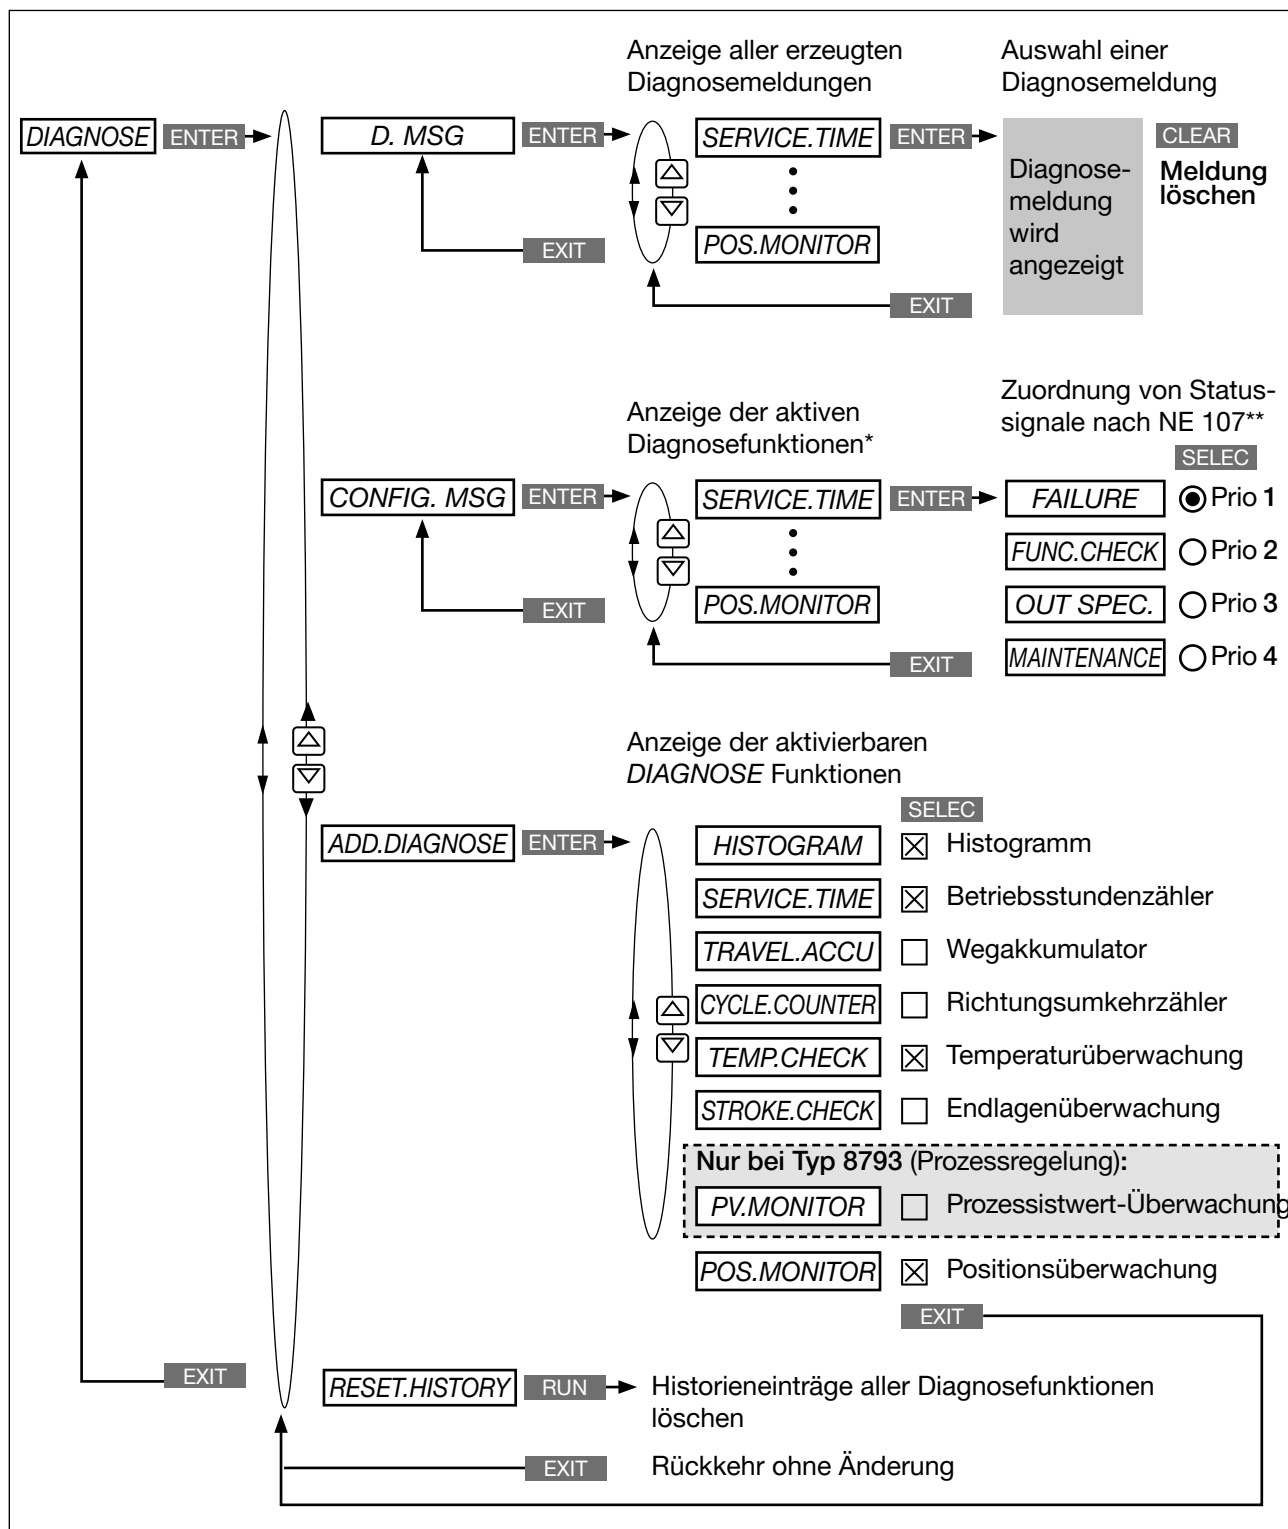 Anzeige aller erzeugten
Diagnosemeldungen
Auswahl einer
Diagnosemeldung
DIAGNOSE ENTER D. MSG ENTER SERVICE.TIME ENTER CLEAR
Diagnose-
meldung
wird
angezeigt
Meldung
löschen
EXIT POS.MONITOR
EXIT
Anzeige der aktiven
Diagnosefunktionen*
Zuordnung von Status-
signale nach NE 107**
SELEC
CONFIG. MSG ENTER SERVICE.TIME ENTER FAILURE Prio 1
FUNC.CHECK Prio 2
EXIT POS.MONITOR OUT SPEC. Prio 3
EXIT MAINTENANCE Prio 4
Anzeige der aktivierbaren
DIAGNOSE Funktionen
SELEC
ADD.DIAGNOSE ENTER HISTOGRAM Histogramm
SERVICE.TIME Betriebsstundenzähler
TRAVEL.ACCU Wegakkumulator
CYCLE.COUNTER Richtungsumkehrzähler
TEMP.CHECK Temperaturüberwachung
STROKE.CHECK Endlagenüberwachung
Nur bei Typ 8793 (Prozessregelung):
PV.MONITOR Prozessistwert-Überwachung
POS.MONITOR Positionsüberwachung
EXIT
EXIT RESET.HISTORY RUN Historieneinträge aller Diagnosefunktionen
löschen
EXIT Rückkehr ohne Änderung